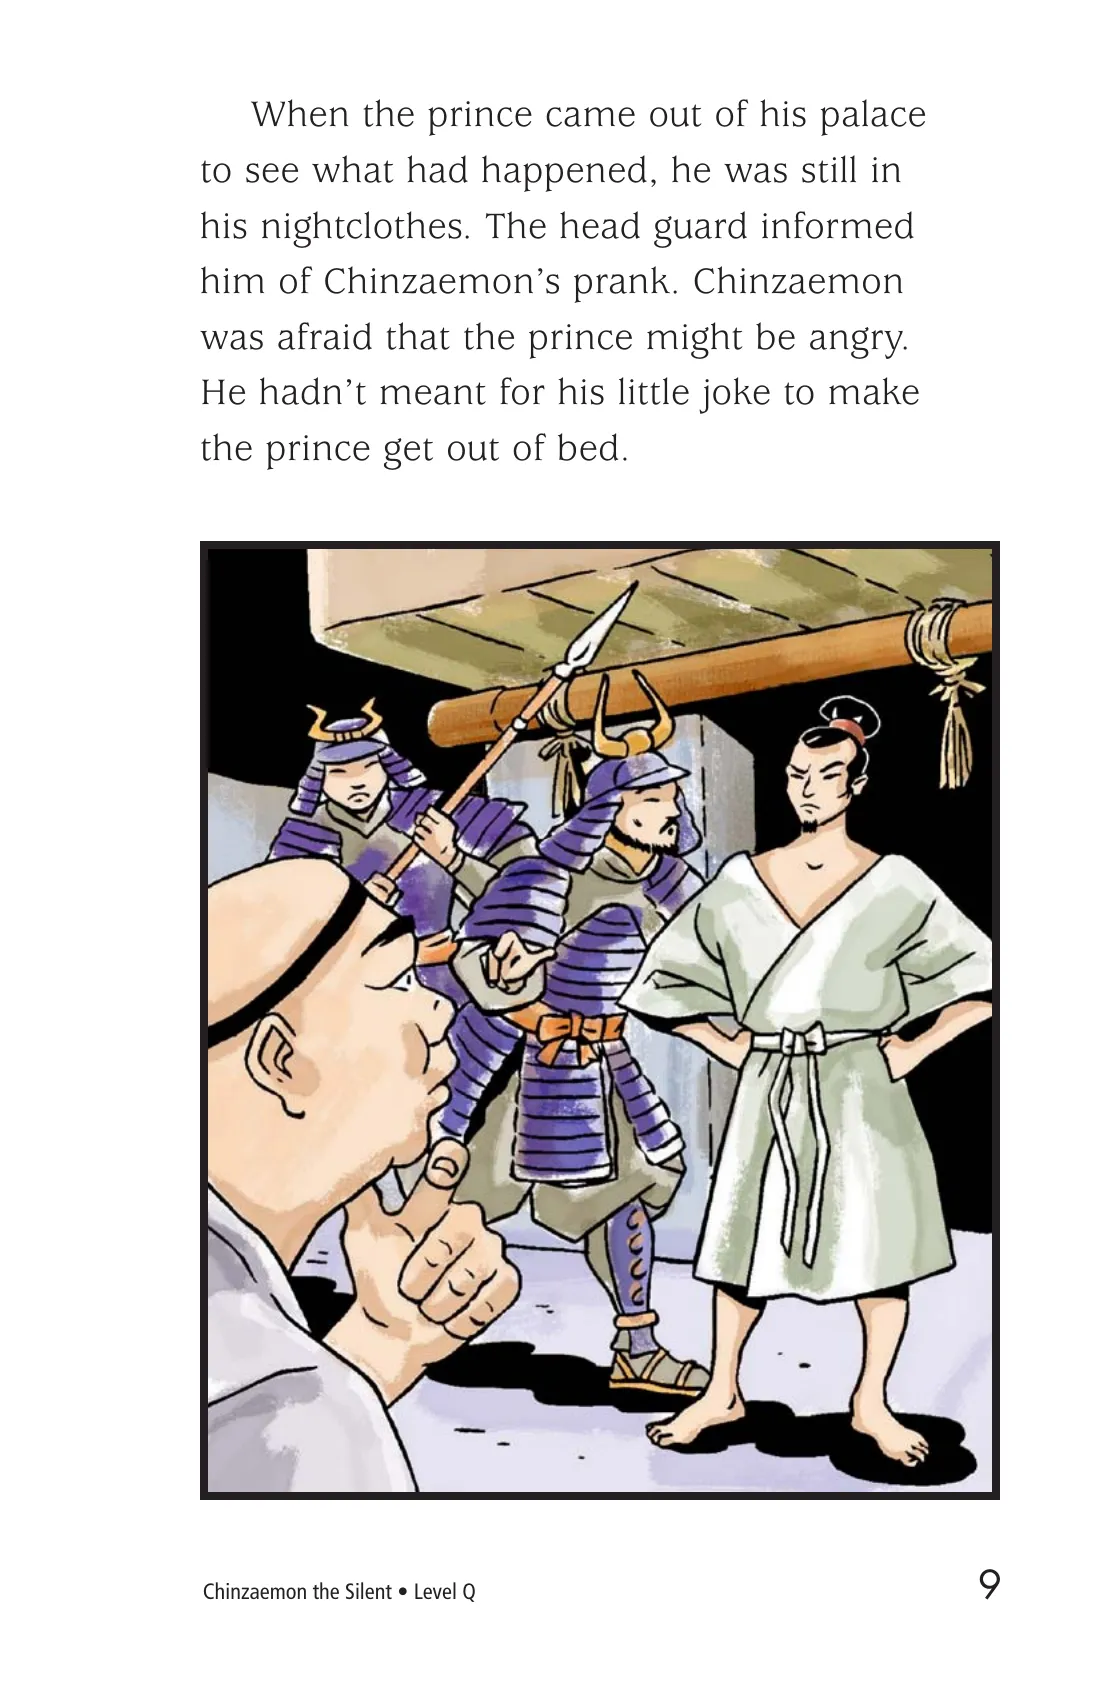 When the prince came out of his palace
to see what had happened, he was still in
his nightclothes. The head guard informed
him of Chinzaemon’s prank. Chinzaemon
was afraid that the prince might be angry.
He hadn’t meant for his little joke to make
the prince get out of bed.
Chinzaemon the Silent • Level Q
9